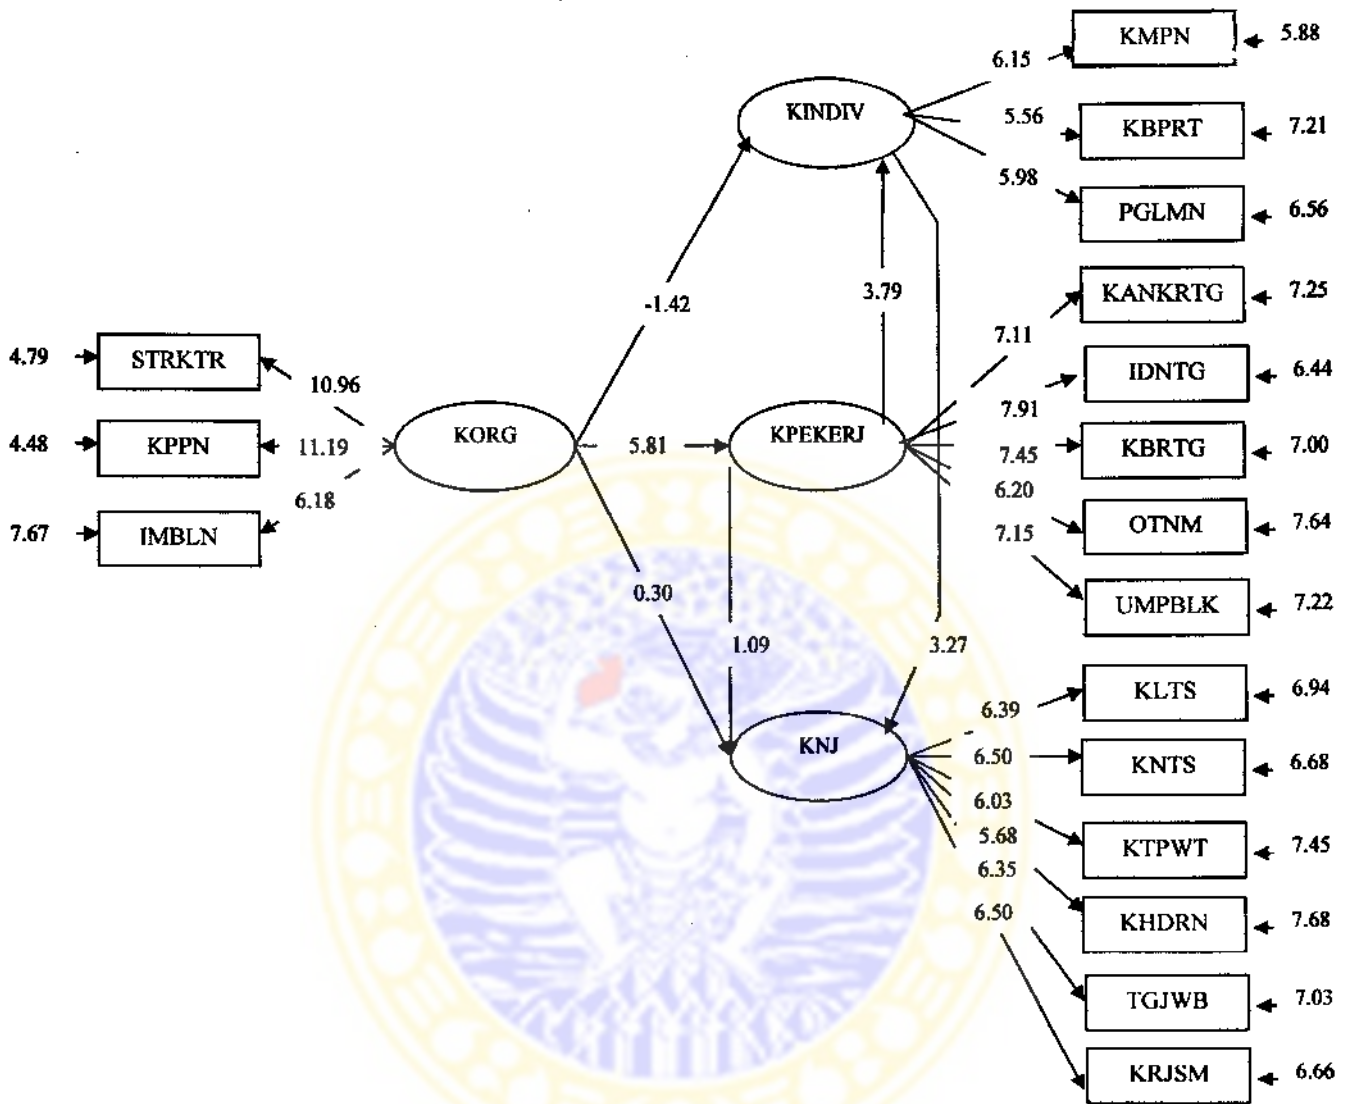 KMPN 5.88
6.15
KINDIV
5.56 KBPRT 7.21
5.98
PGLMN 6.56
-1.42 3.79 KANKRTG 7.25
7.11
4.79 STRKTR
10.96
IDNTG 6.44
7.91
4.48 KPPN 11.19 KORG 5.81 KPEKERJ
7.45 KBRTG 7.00
6.18
6.20
7.67 IMBLN
OTNM 7.64
7.15
0.30
UMPBLK 7.22
1.09 3.27
KLTS 6.94
6.39
KNJ
6.50 KNTS 6.68
6.03
5.68 KTPWT 7.45
6.35
6.50 KHDRN 7.68
TGJWB 7.03
KRJSM 6.66